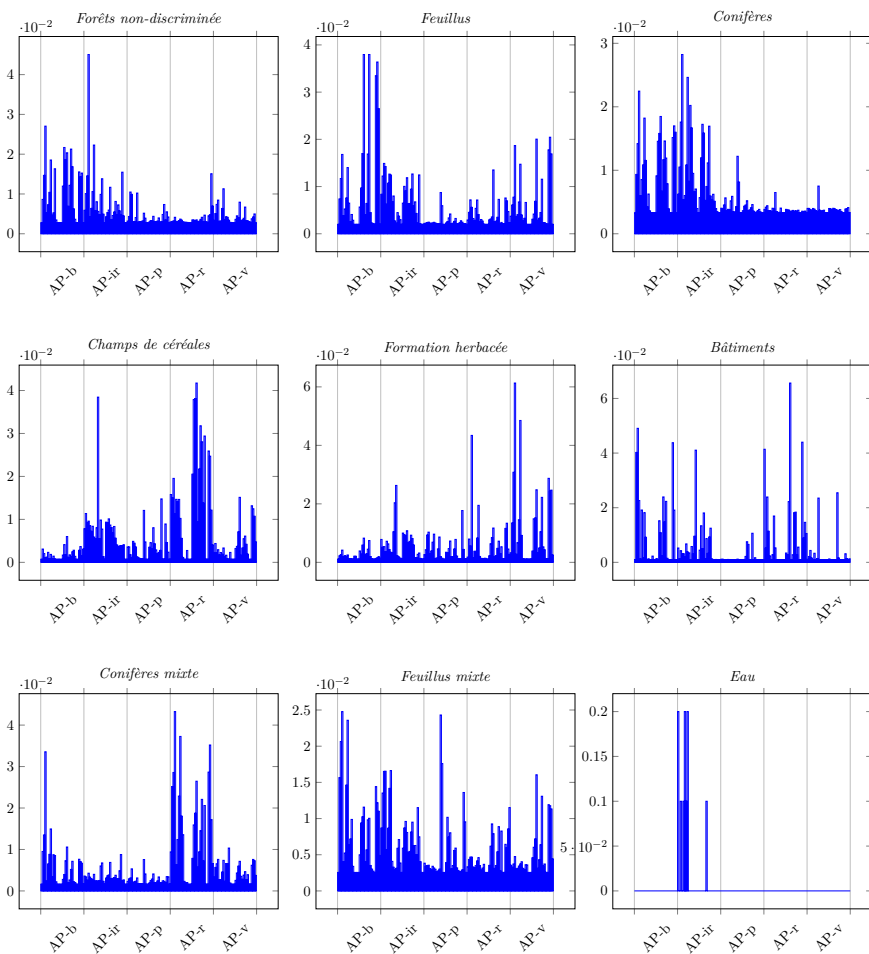 Forêts non-discriminée
·10−2
4
3
2
1
0
AP-b
AP-ir
AP-p
AP-r
AP-v
Feuillus
·10−2
4
3
2
1
0
AP-b
AP-ir
AP-p
AP-r
AP-v
Conifères
·10−2
3
2
1
0
AP-b
AP-ir
AP-p
AP-r
AP-v
Champs de céréales
·10−2
4
3
2
1
0
AP-b
AP-ir
AP-p
AP-r
AP-v
Formation herbacée
·10−2
6
4
2
0
AP-b
AP-ir
AP-p
AP-r
AP-v
Bâtiments
·10−2
6
4
2
0
AP-b
AP-ir
AP-p
AP-r
AP-v
Conifères mixte
·10−2
4
3
2
1
0
AP-b
AP-ir
AP-p
AP-r
AP-v
Feuillus mixte
·10−2
2.5
2
1.5
1
0.5
0
AP-b
AP-ir
AP-p
AP-r
AP-v
Eau
0.2
0.15
0.1
5 · 10−2
0
AP-b
AP-ir
AP-p
AP-r
AP-v